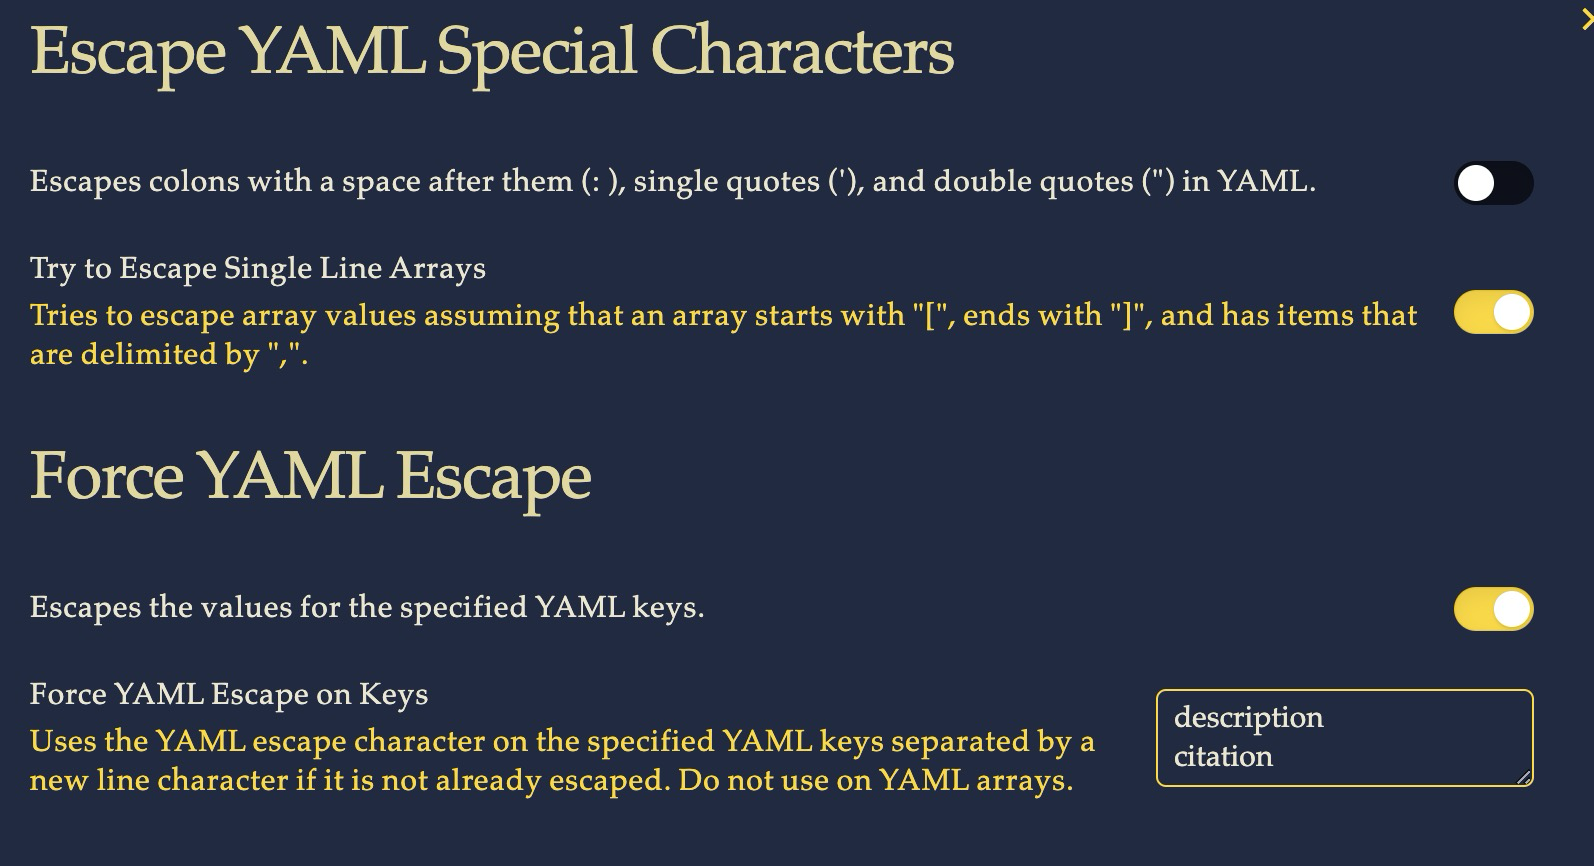 Escape YAML Special Characters
Escapes colons with a space after them (: ), single quotes ('), and double quotes (") in YAML.
Try to Escape Single Line Arrays
Tries to escape array values assuming that an array starts with "[", ends with "]", and has items that
are delimited by ",".
Force YAML Escape
Escapes the values for the specified YAML keys.
Force YAML Escape on Keys
Uses the YAML escape character on the specified YAML keys separated by a
new line character if it is not already escaped. Do not use on YAML arrays.
description
citation